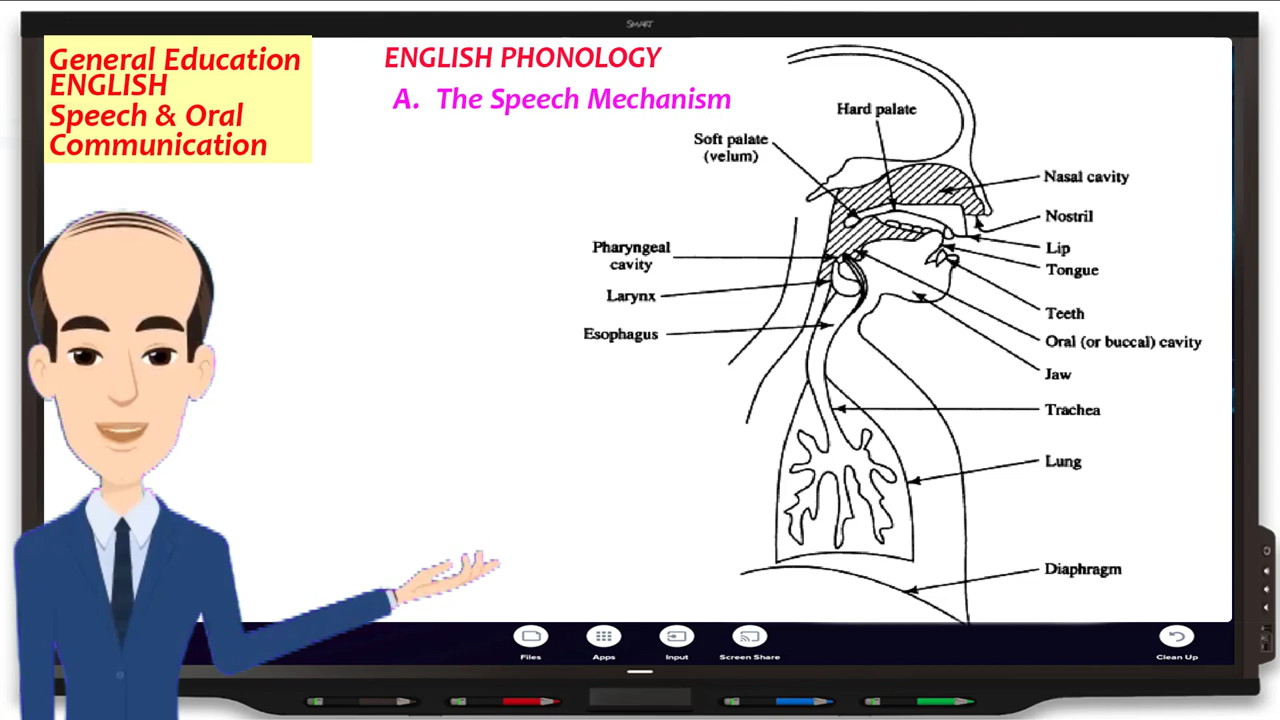 SMART
General Education
ENGLISH
Speech & Oral
Communication
ENGLISH PHONOLOGY
A. The Speech Mechanism
Hard palate
Soft palate
(velum)
Nasal cavity
Nostril
Lip
Tongue
Pharyngeal
cavity
Larynx
Teeth
Esophagus
Oral (or buccal) cavity
Jaw
Trachea
Lung
Diaphragm
Files
Apps
Input
Screen Share
Clean Up